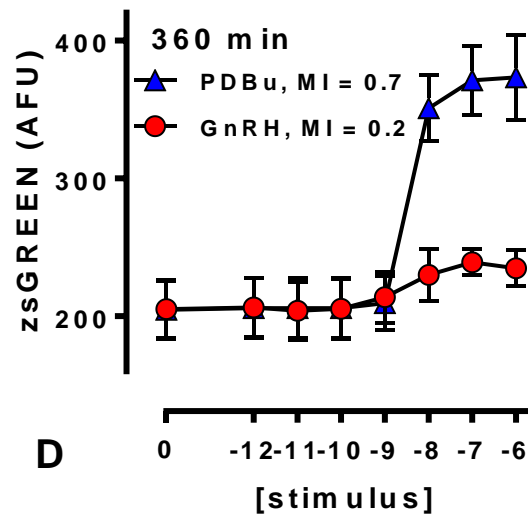 400
360 min
PDBu, MI = 0.7
GnRH, MI = 0.2
300
200
zsGREEN (AFU)
0 -12 -11 -10 -9 -8 -7 -6
D
[stimulus]